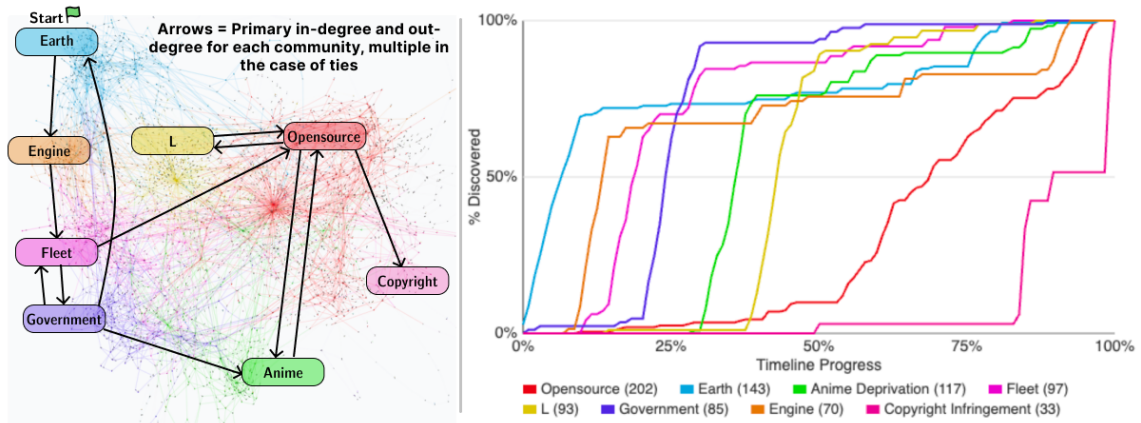 Start
Arrows = Primary in-degree and out-
degree for each community, multiple in
the case of ties
Earth
Engine
L
Opensource
Fleet
Copyright
Government
Anime
100%
50%
0%
% Discovered
0%
25%
50%
75%
100%
Timeline Progress
Opensource (202)
Earth (143)
Anime Deprivation (117)
Fleet (97)
L (93)
Government (85)
Engine (70)
Copyright Infringement (33)